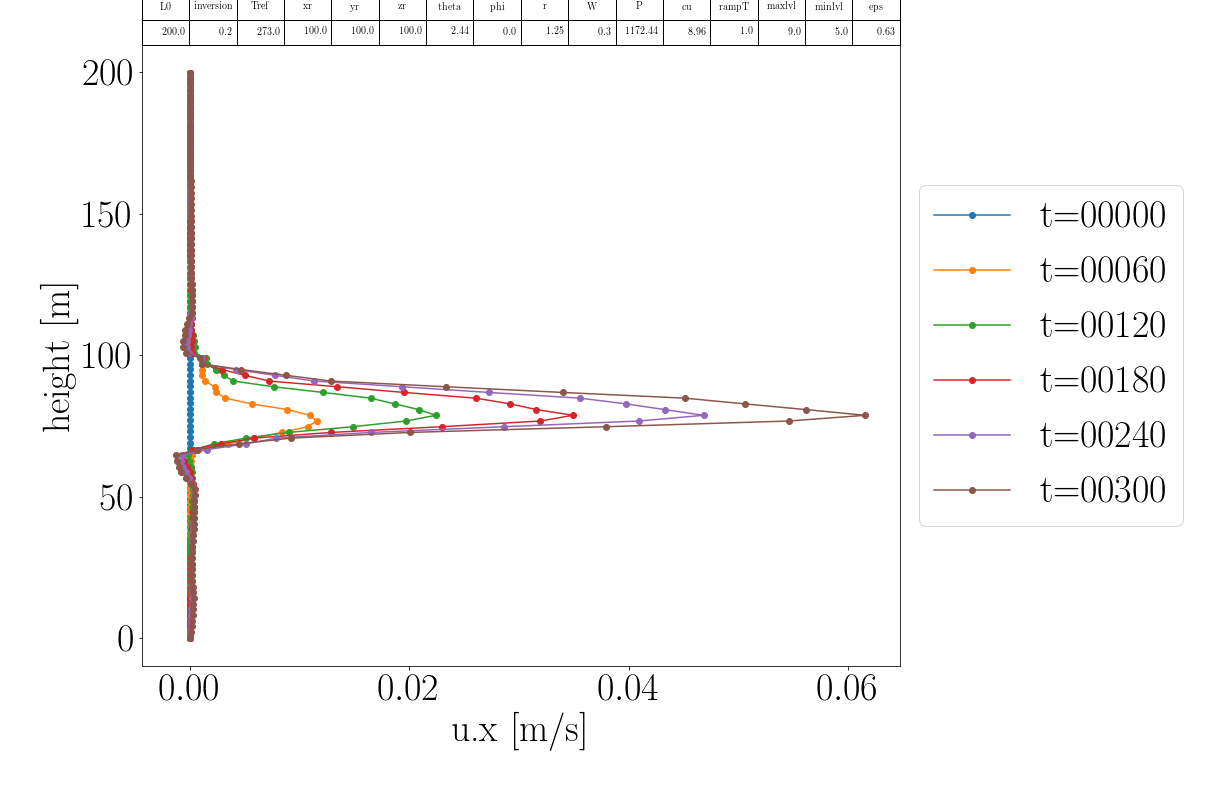 L0 inversion Tref xr yr zr theta phi r W P cu rampT maxlvl minlvl eps
200.0 0.2 273.0 100.0 100.0 100.0 2.44 0.0 1.25 0.3 1172.44 8.96 1.0 9.0 5.0 0.63
200
150
100
50
0
height [m]
0.00 0.02 0.04 0.06
u.x [m/s]
t=00000
t=00060
t=00120
t=00180
t=00240
t=00300